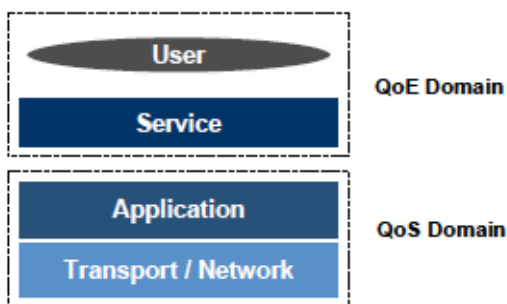 User
QoE Domain
Service
Application
QoS Domain
Transport / Network